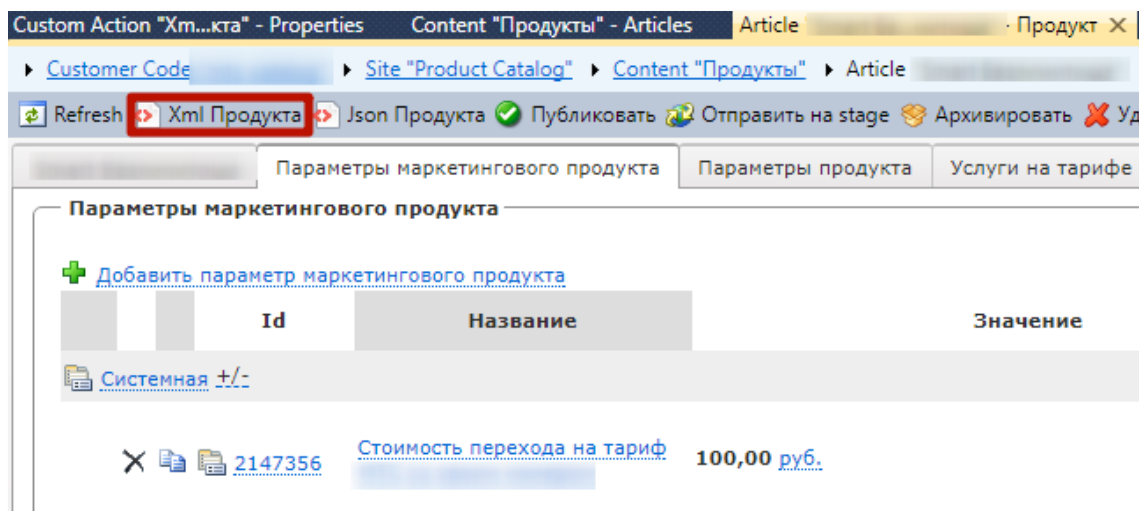 Custom Action "Xm...кта" - Properties Content "Продукты" - Articles Article - Продукт
Customer Code Site "Product Catalog" Content "Продукты" Article
Refresh Xml Продукта Json Продукта Публиковать Отправить на stage Архивировать Уд
Параметры маркетингового продукта Параметры продукта Услуги на тарифе
Параметры маркетингового продукта
Добавить параметр маркетингового продукта
Id Название Значение
Системная +/-
2147356 Стоимость перехода на тариф 100,00 руб.